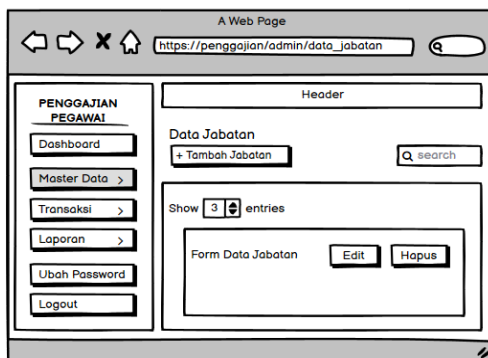 A Web Page
https://penggajian/admin/data_jabatan
PENGGAJIAN
PEGAWAI
Dashboard
Master Data >
Transaksi >
Laporan >
Ubah Password
Logout
Header
Data Jabatan
+ Tambah Jabatan
search
Show 3 entries
Form Data Jabatan Edit Hapus